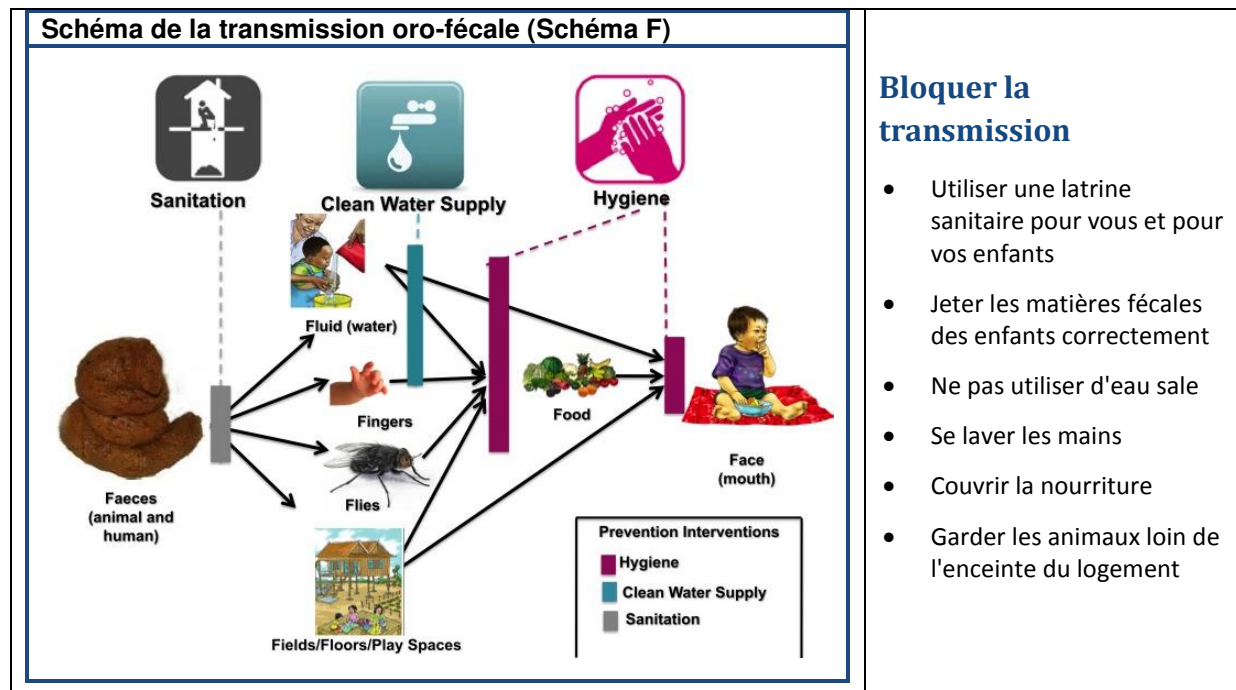 Schéma de la transmission oro-fécale (Schéma F)
Sanitation
Clean Water Supply
Hygiene
Fluid (water)
Fingers
Food
Flies
Faeces
(animal and
human)
Face
(mouth)
Fields/Floors/Play Spaces
Prevention Interventions
Hygiene
Clean Water Supply
Sanitation
Bloquer la
transmission
• Utiliser une latrine
sanitaire pour vous et pour
vos enfants
• Jeter les matières fécales
des enfants correctement
• Ne pas utiliser d'eau sale
• Se laver les mains
• Couvrir la nourriture
• Garder les animaux loin de
l'enceinte du logement